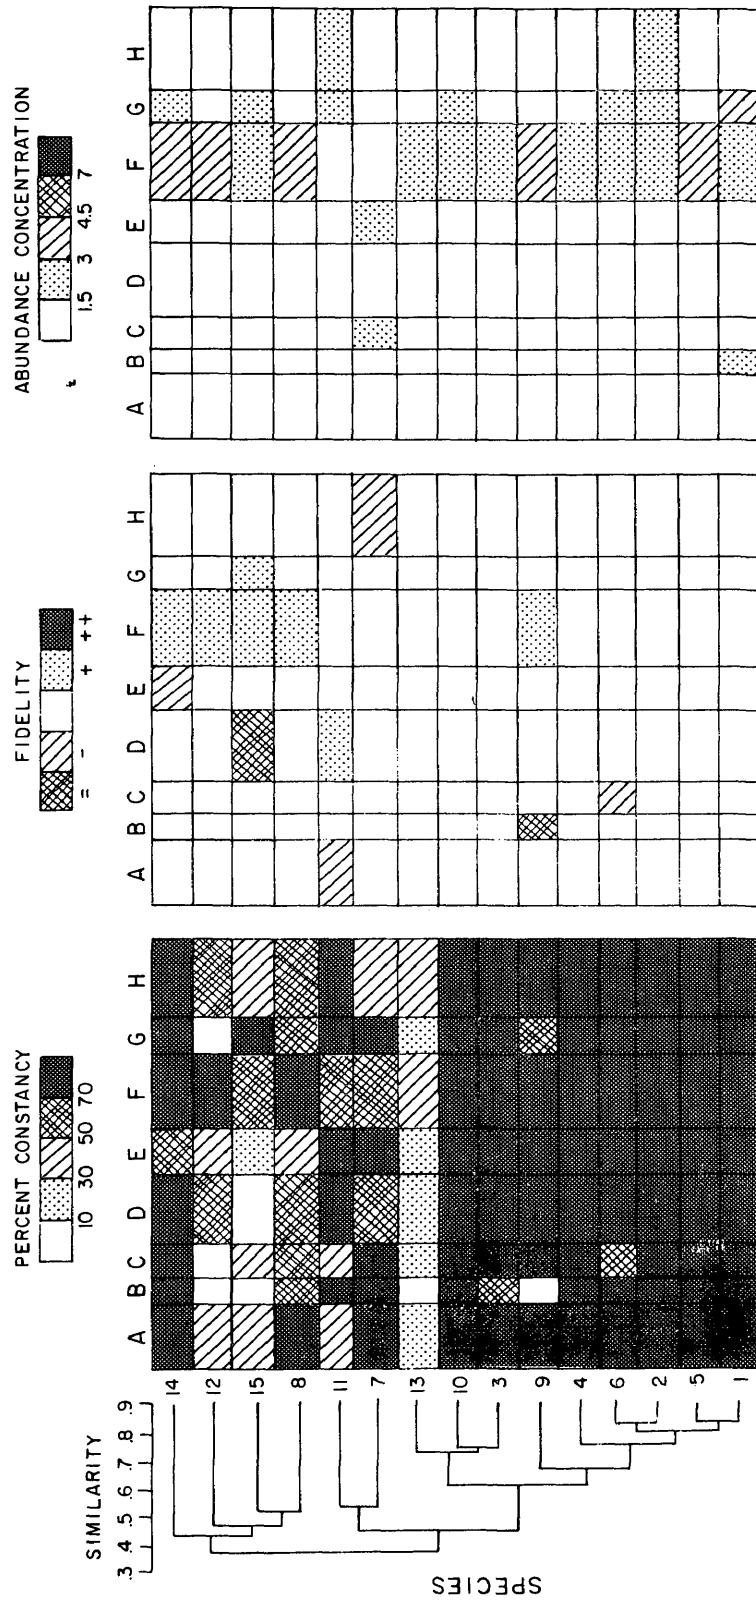 SIMILARITY
.3 .4 .5 .6 .7 .8 .9
SPECIES
14
12
15
8
11
7
13
10
3
9
4
6
2
5
1
PERCENT CONSTANCY
10 30 50 70
A B C D E F G H
FIDELITY
= - + ++
A B C D E F G H
ABUNDANCE CONCENTRATION
1.5 3 4.5 7
A B C D E F G H